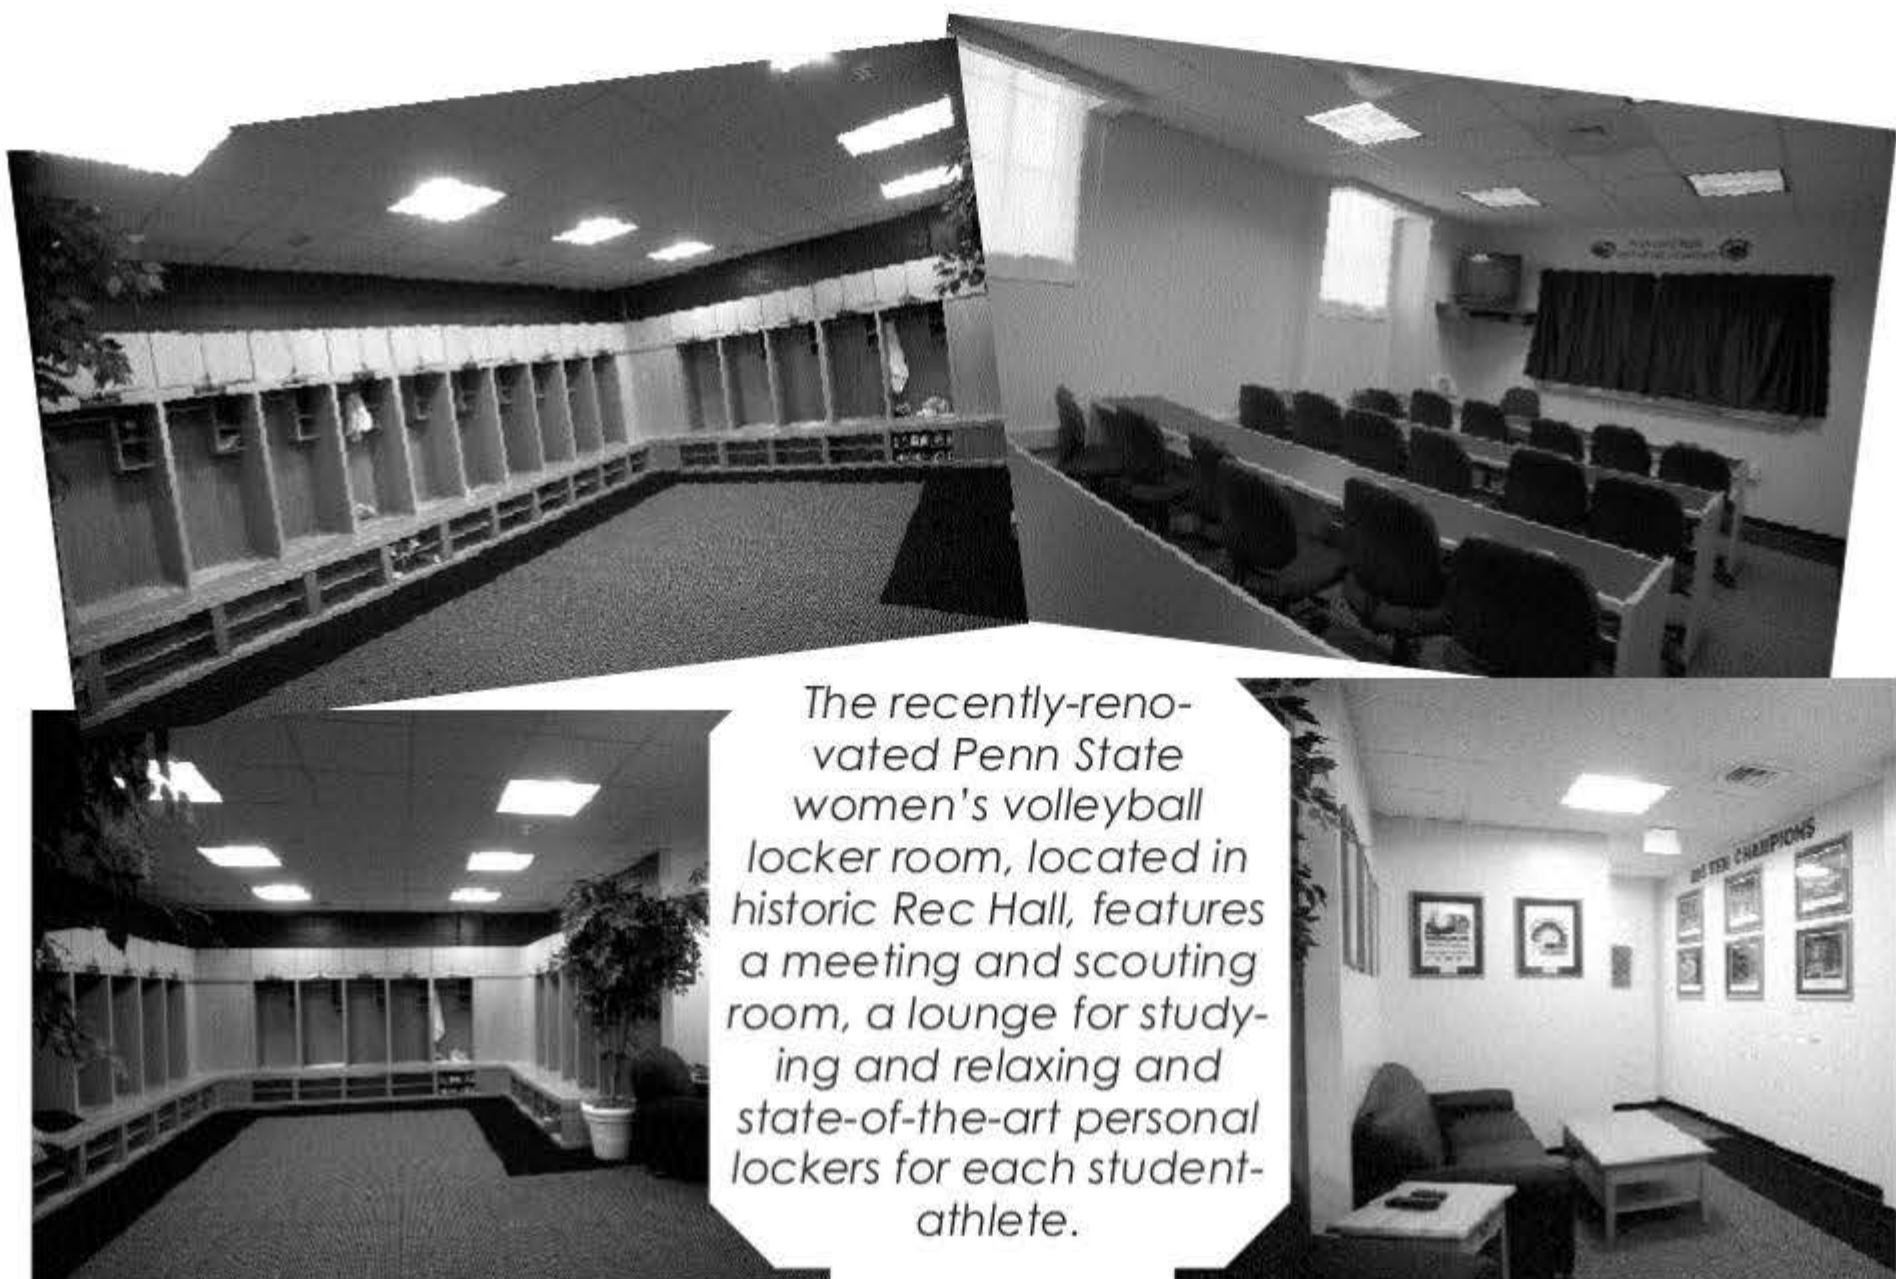 The recently-reno-
vated Penn State
women's volleyball
locker room, located in
historic Rec Hall, features
a meeting and scouting
room, a lounge for study-
ing and relaxing and
state-of-the-art personal
lockers for each student-
athlete.
BIG TEN CHAMPIONS